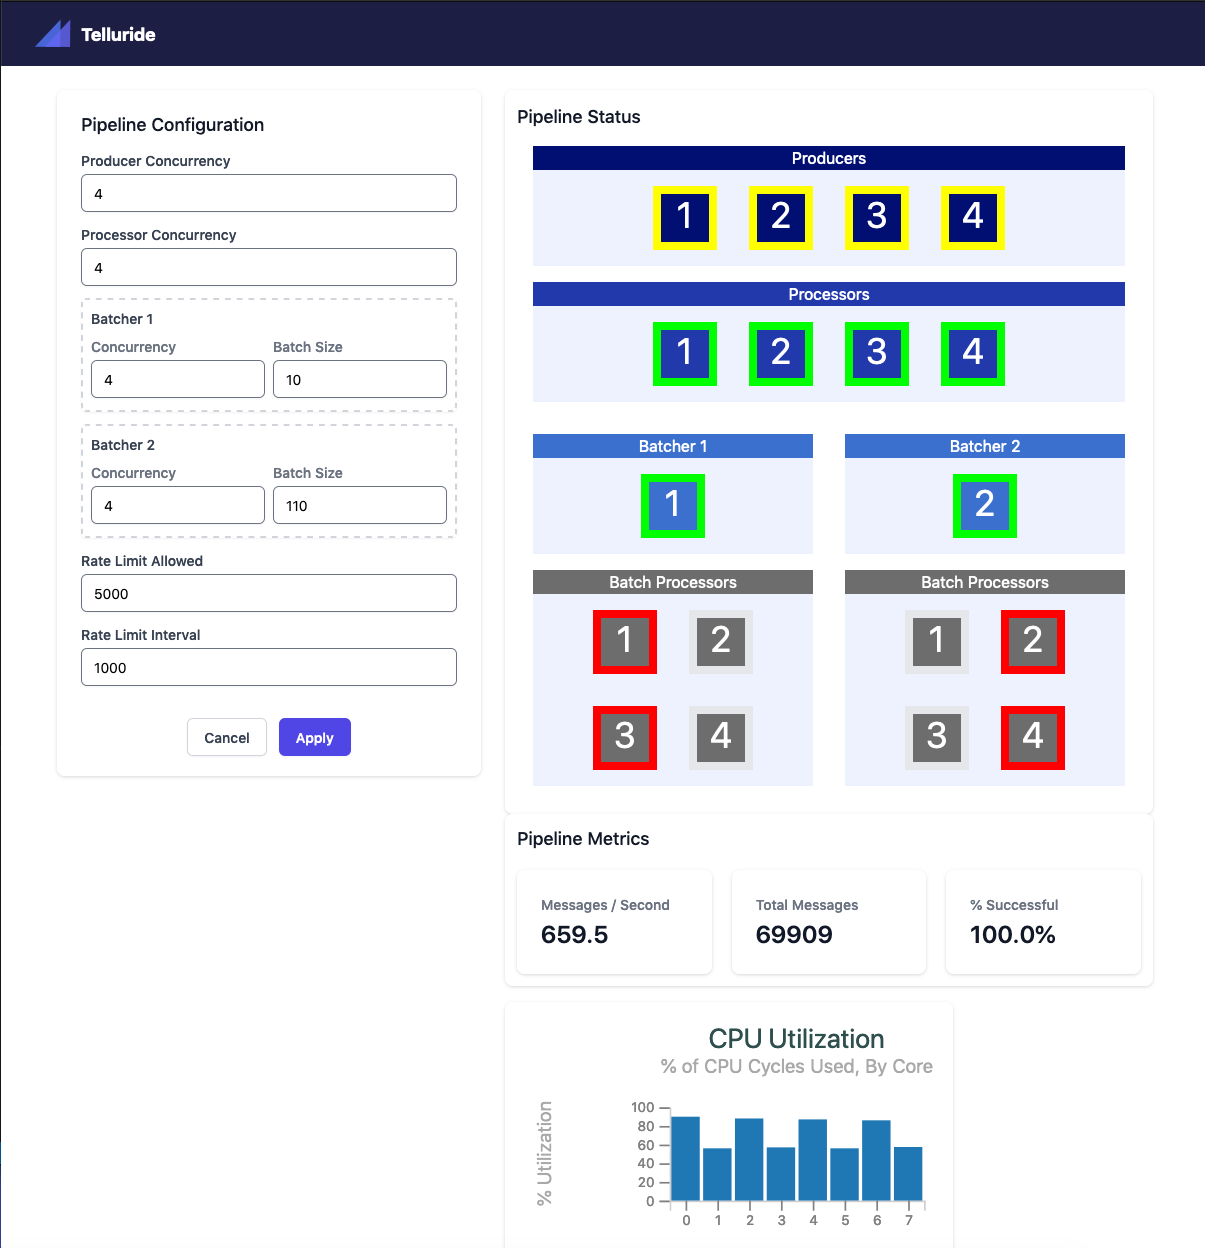 Telluride
Pipeline Configuration
Producer Concurrency
4
Processor Concurrency
4
Batcher 1
Concurrency Batch Size
4 10
Batcher 2
Concurrency Batch Size
4 110
Rate Limit Allowed
5000
Rate Limit Interval
1000
Cancel Apply
Pipeline Status
Producers
1 2 3 4
Processors
1 2 3 4
Batcher 1 Batcher 2
1 2
Batch Processors Batch Processors
1 2 1 2
3 4 3 4
Pipeline Metrics
Messages / Second Total Messages % Successful
659.5 69909 100.0%
CPU Utilization
% of CPU Cycles Used, By Core
% Utilization
100
80
60
40
20
0
0 1 2 3 4 5 6 7